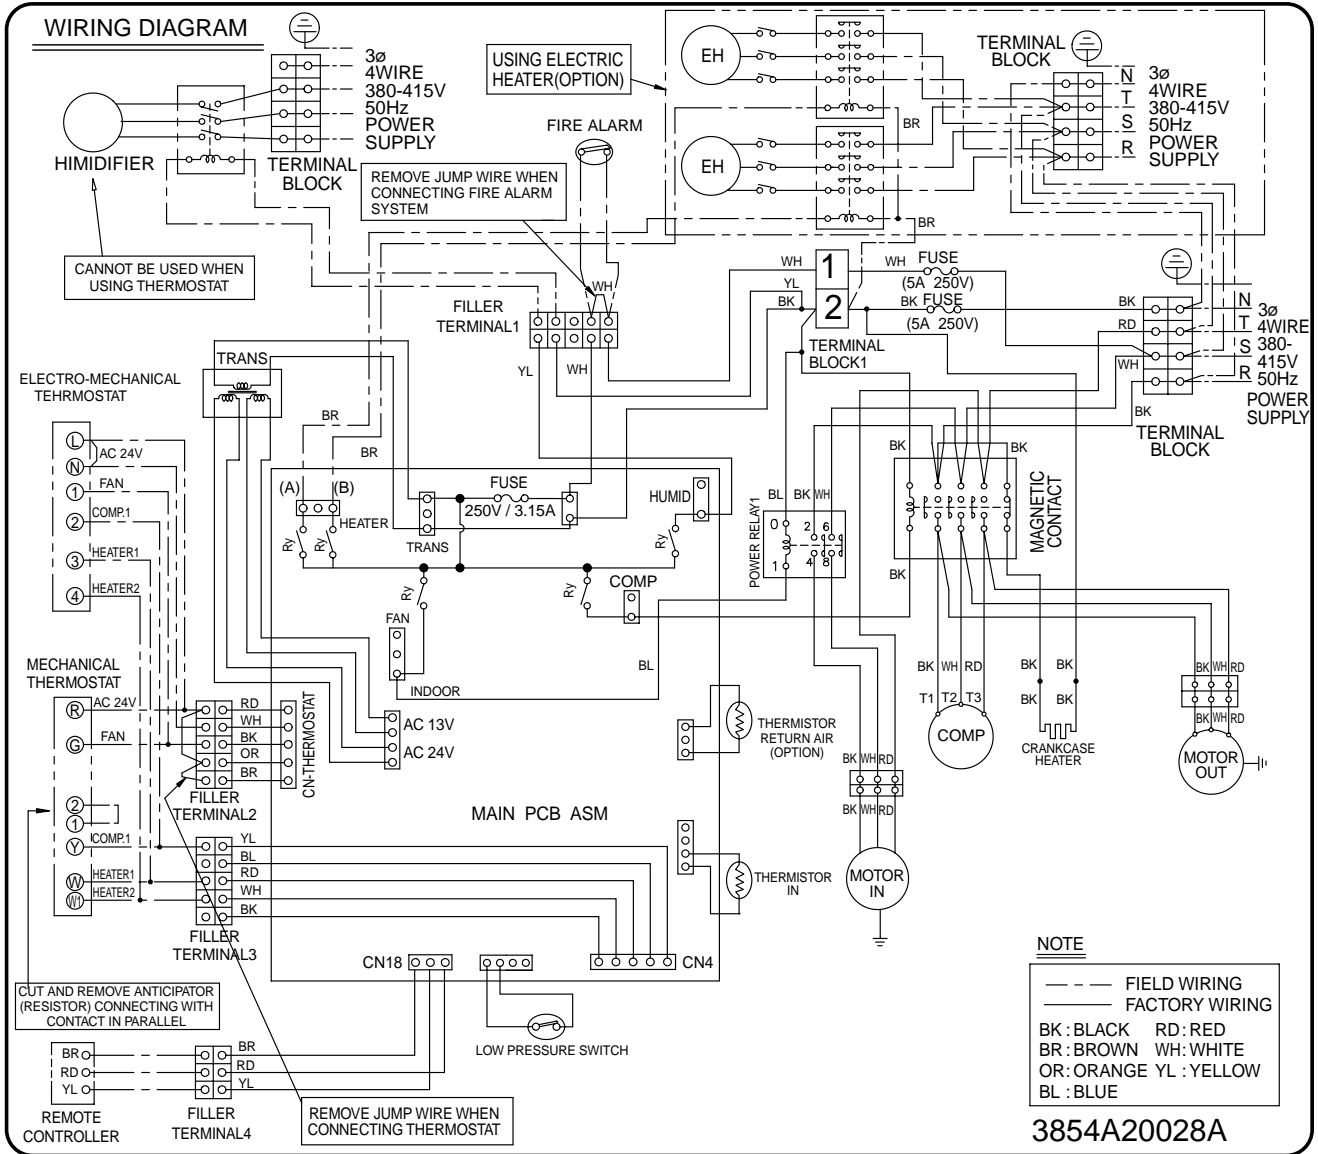 WIRING DIAGRAM
3ø
4WIRE
380-415V
50Hz
POWER
SUPPLY
HIMIDIFIER
TERMINAL
BLOCK
CANNOT BE USED WHEN
USING THERMOSTAT
USING ELECTRIC
HEATER(OPTION)
FIRE ALARM
REMOVE JUMP WIRE WHEN
CONNECTING FIRE ALARM
SYSTEM
EH
EH
BR
BR
TERMINAL
BLOCK
N
T
S
R
3ø
4WIRE
380-415V
50Hz
POWER
SUPPLY
WH
FILLER
TERMINAL1
YL
WH
WH
YL
BK
1
2
WH
FUSE
(5A 250V)
BK
FUSE
(5A 250V)
TERMINAL
BLOCK1
BK
RD
WH
BK
N
T
S
R
3ø
4WIRE
380-
415V
50Hz
POWER
SUPPLY
TERMINAL
BLOCK
TRANS
ELECTRO-MECHANICAL
TEHRMOSTAT
L
N
AC 24V
1
FAN
2
COMP.1
3
HEATER1
4
HEATER2
BR
BR
(A)
(B)
HEATER
Ry
Ry
TRANS
FUSE
250V / 3.15A
HUMID
Ry
Ry
FAN
INDOOR
Ry
COMP
BL
BL
BK
WH
POWER RELAY1
0
2
6
1
4
8
BK
BK
BK
MAGNETIC
CONTACT
MECHANICAL
THERMOSTAT
R
AC 24V
G
FAN
2
1
Y
COMP.1
W
HEATER1
W1
HEATER2
RD
WH
BK
OR
BR
CN-THERMOSTAT
FILLER
TERMINAL2
AC 13V
AC 24V
YL
BL
RD
WH
BK
FILLER
TERMINAL3
MAIN PCB ASM
THERMISTOR
RETURN AIR
(OPTION)
THERMISTOR
IN
BK WH RD
BK WH RD
MOTOR
IN
BK WH RD
T1 T2 T3
COMP
BK
BK
BK
BK
CRANKCASE
HEATER
BK WH RD
BK WH RD
MOTOR
OUT
CN18
CN4
LOW PRESSURE SWITCH
CUT AND REMOVE ANTICIPATOR
(RESISTOR) CONNECTING WITH
CONTACT IN PARALLEL
BR
RD
YL
REMOTE
CONTROLLER
BR
RD
YL
FILLER
TERMINAL4
REMOVE JUMP WIRE WHEN
CONNECTING THERMOSTAT
NOTE
FIELD WIRING
FACTORY WIRING
BK : BLACK RD : RED
BR : BROWN WH : WHITE
OR : ORANGE YL : YELLOW
BL : BLUE
3854A20028A